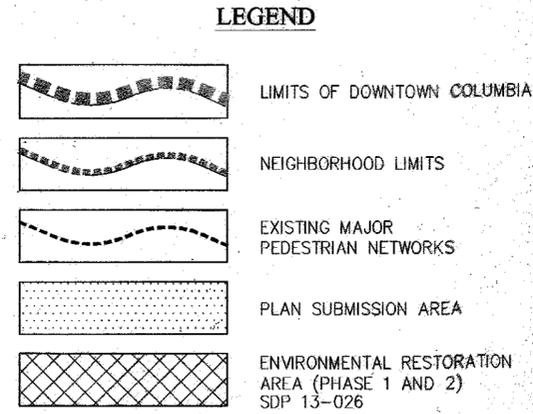 LEGEND
LIMITS OF DOWNTOWN COLUMBIA
NEIGHBORHOOD LIMITS
EXISTING MAJOR
PEDESTRIAN NETWORKS
PLAN SUBMISSION AREA
ENVIRONMENTAL RESTORATION
AREA (PHASE 1 AND 2)
SDP 13-026